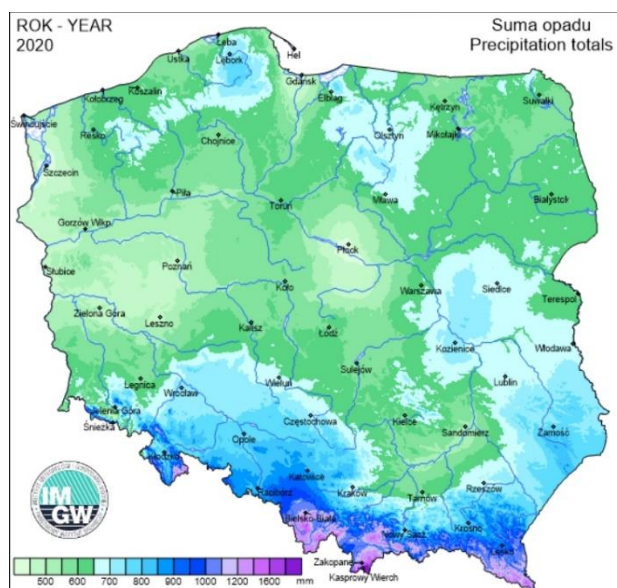 ROK - YEAR
2020
Suma opadu
Precipitation totals
Łeba
Ustka
Lębork
Hel
Gdańsk
Koszalin
Kołobrzeg
Elbląg
Kętrzyn
Suwałki
Świnoujście
Resko
Chojnice
Olsztyn
Mikołajki
Szczecin
Piła
Toruń
Mława
Białystok
Gorzów Wlkp.
Płock
Słubice
Poznań
Koło
Warszawa
Siedlce
Terespol
Zielona Góra
Leszno
Kalisz
Łódź
Kozienice
Włodawa
Sulejów
Legnica
Wrocław
Wieluń
Lublin
Jelenia Góra
Śnieżka
Częstochowa
Kielce
Sandomierz
Zamość
Opole
Kłodzko
Katowice
Racibórz
Kraków
Tarnów
Rzeszów
Bielsko-Biała
Nowy Sącz
Krosno
Lesko
Zakopane
Kasprowy Wierch
IM
GW
500 600 700 800 900 1000 1200 1600 mm